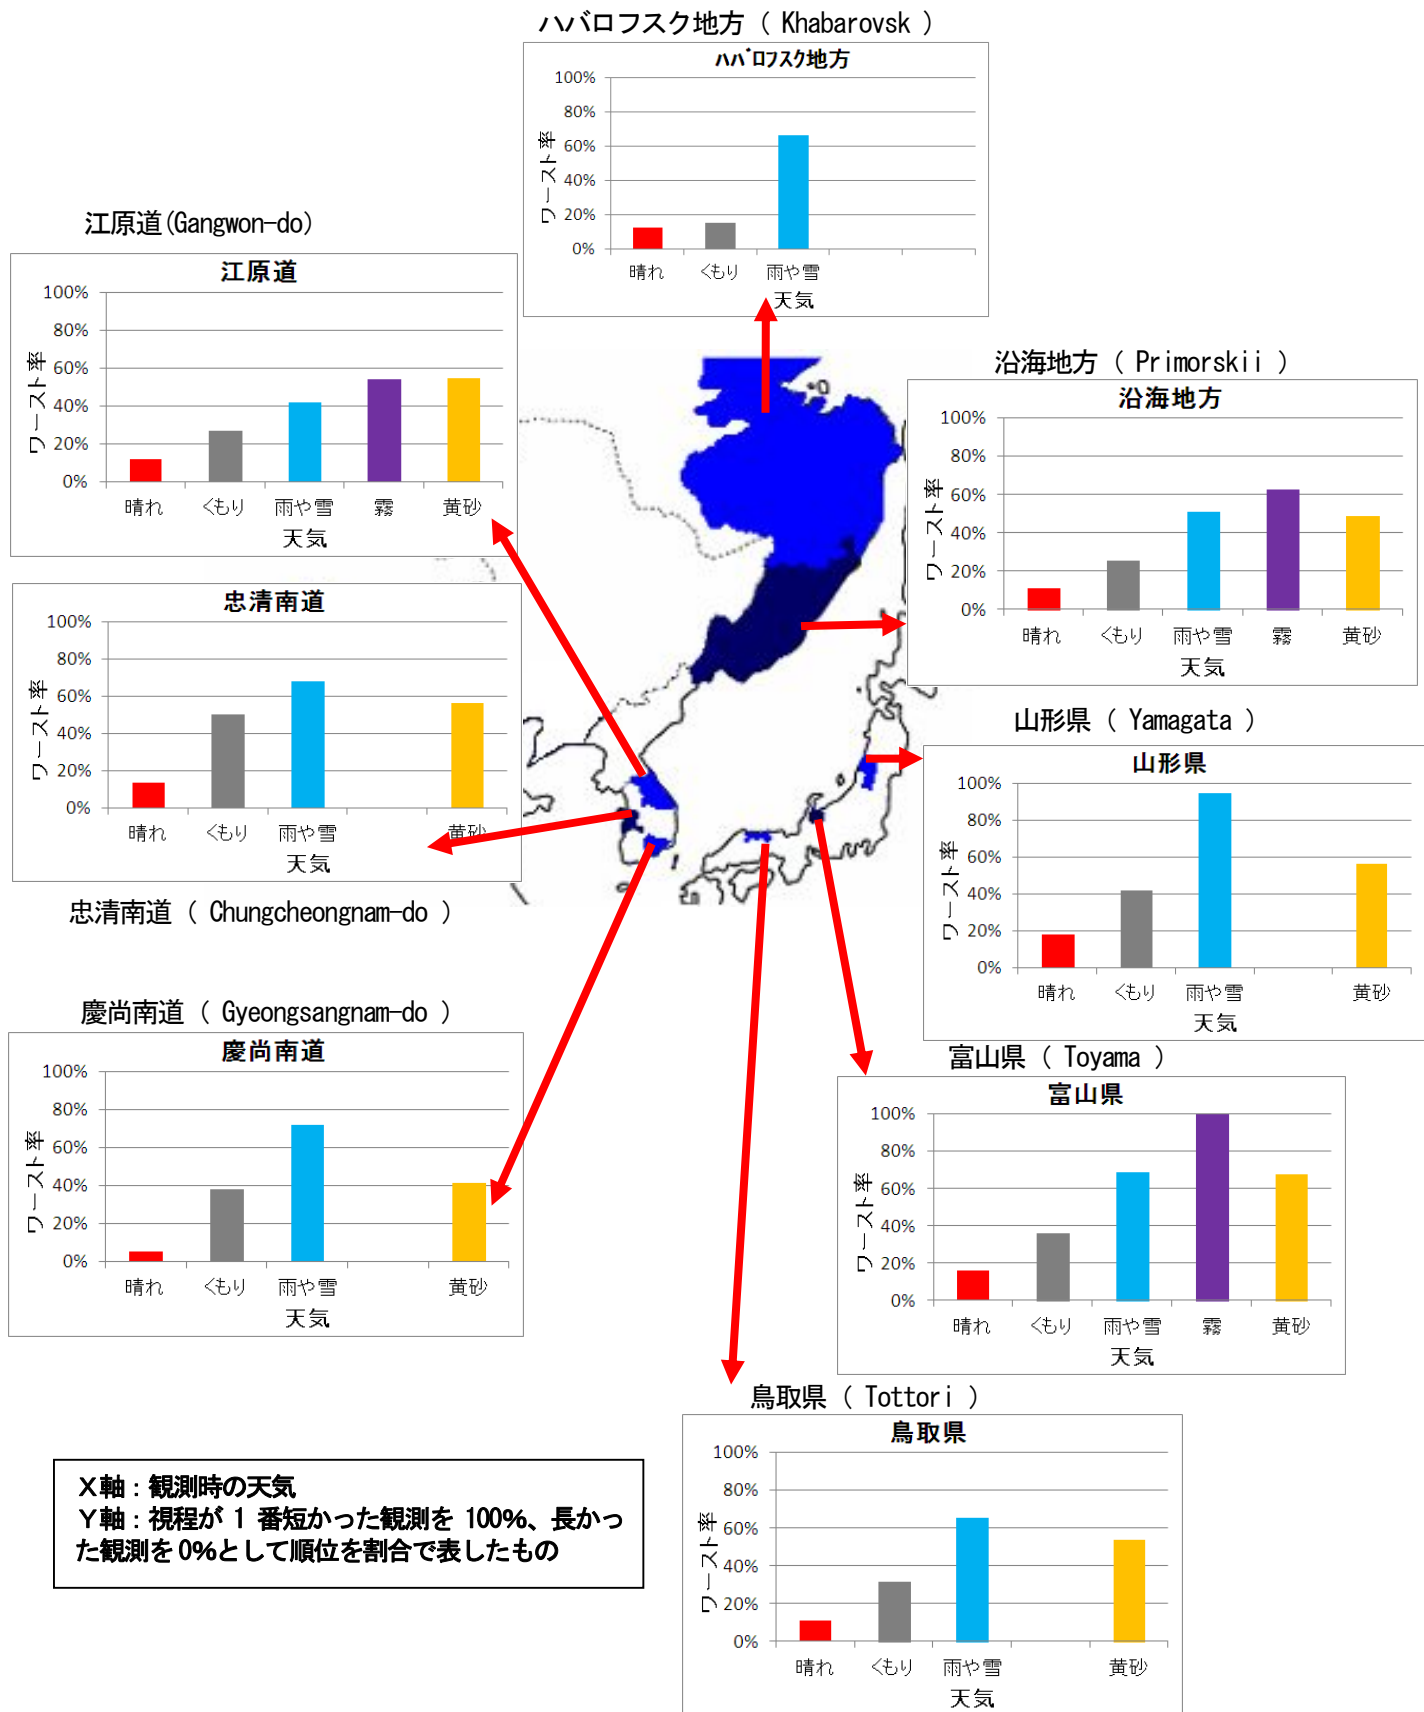 ハバロフスク地方（ Khabarovsk ）
ハバロフスク地方
100%
80%
60%
40%
20%
0%
ワースト率
晴れ くもり 雨や雪
天気
江原道(Gangwon-do)
江原道
100%
80%
60%
40%
20%
0%
ワースト率
晴れ くもり 雨や雪 霧 黄砂
天気
沿海地方（ Primorskii ）
沿海地方
100%
80%
60%
40%
20%
0%
ワースト率
晴れ くもり 雨や雪 霧 黄砂
天気
忠清南道
100%
80%
60%
40%
20%
0%
ワースト率
晴れ くもり 雨や雪 黄砂
天気
忠清南道（ Chungcheongnam-do ）
山形県（ Yamagata ）
山形県
100%
80%
60%
40%
20%
0%
ワースト率
晴れ くもり 雨や雪 黄砂
天気
慶尚南道（ Gyeongsangnam-do ）
慶尚南道
100%
80%
60%
40%
20%
0%
ワースト率
晴れ くもり 雨や雪 黄砂
天気
富山県（ Toyama ）
富山県
100%
80%
60%
40%
20%
0%
ワースト率
晴れ くもり 雨や雪 霧 黄砂
天気
鳥取県（ Tottori ）
鳥取県
100%
80%
60%
40%
20%
0%
ワースト率
晴れ くもり 雨や雪 黄砂
天気
X軸：観測時の天気
Y軸：視程が 1 番短かった観測を 100%、長かっ
た観測を0%として順位を割合で表したもの